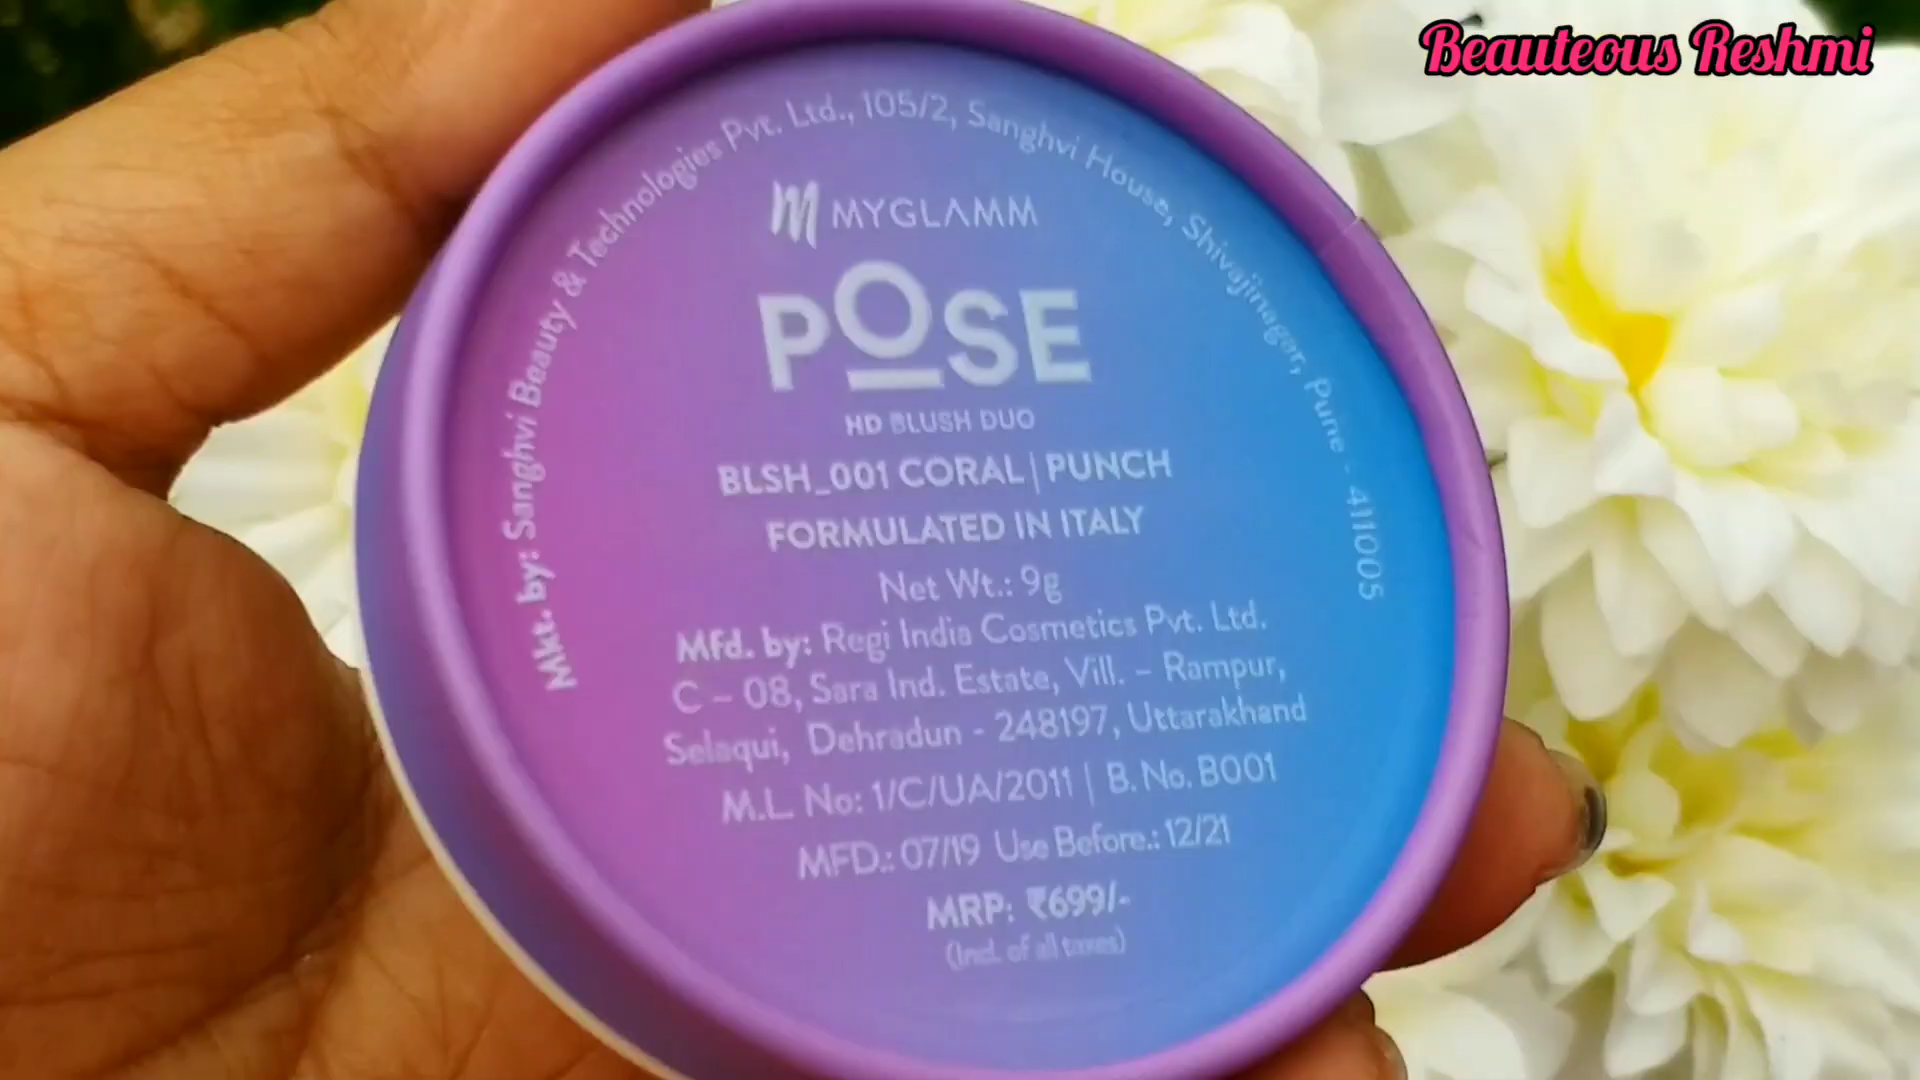 Beauteous Reshmi
Mkt. by: Sanghvi Beauty & Technologies Pvt. Ltd., 105/2, Sanghvi House, Shivajinagar, Pune - 411005
M MYGLAMM
POSE
HD BLUSH DUO
BLSH_001 CORAL | PUNCH
FORMULATED IN ITALY
Net Wt.: 9g
Mfd. by: Regi India Cosmetics Pvt. Ltd.
C - 08, Sara Ind. Estate, Vill. - Rampur,
Selaqui, Dehradun - 248197, Uttarakhand
M.L. No: 1/C/UA/2011 | B. No. B001
MFD.: 07/19 Use Before.: 12/21
MRP: ₹699/-
(Incl. of all taxes)